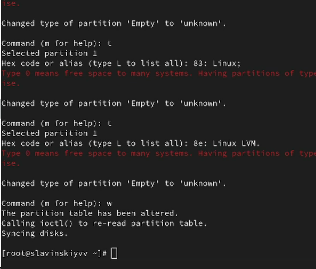 ise.
Changed type of partition 'Empty' to 'unknown'.
Command (m for help): t
Selected partition 1
Hex code or alias (type L to list all): 83: Linux;
Type 0 means free space to many systems. Having partitions of type
ise.
Changed type of partition 'Empty' to 'unknown'.
Command (m for help): t
Selected partition 1
Hex code or alias (type L to list all): 8e: Linux LVM.
Type 0 means free space to many systems. Having partitions of type
ise.
Changed type of partition 'Empty' to 'unknown'.
Command (m for help): w
The partition table has been altered.
Calling ioctl() to re-read partition table.
Syncing disks.
[root@slavinskiyvv ~]#